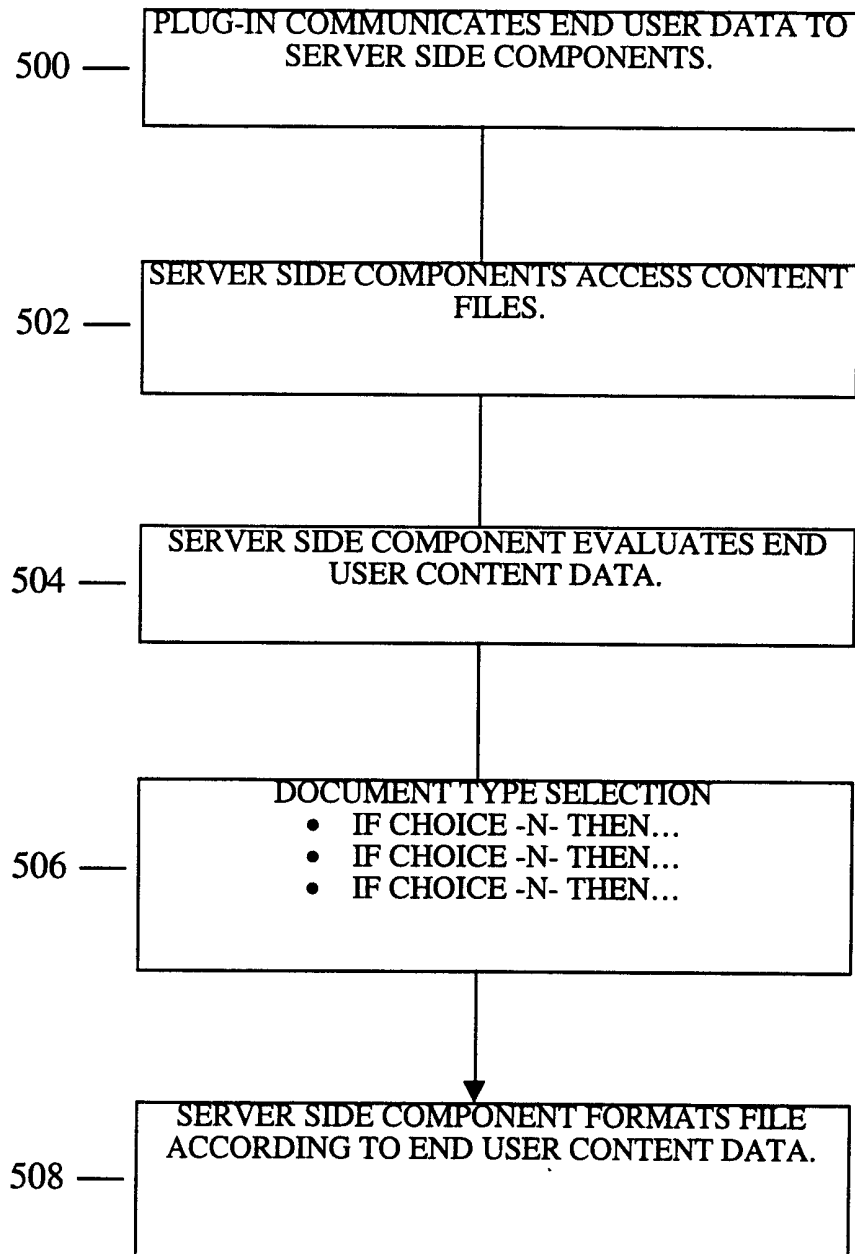 PLUG-IN COMMUNICATES END USER DATA TO
SERVER SIDE COMPONENTS.
500
SERVER SIDE COMPONENTS ACCESS CONTENT
FILES.
502
SERVER SIDE COMPONENT EVALUATES END
USER CONTENT DATA.
504
DOCUMENT TYPE SELECTION
• IF CHOICE -N- THEN...
• IF CHOICE -N- THEN...
• IF CHOICE -N- THEN...
506
SERVER SIDE COMPONENT FORMATS FILE
ACCORDING TO END USER CONTENT DATA.
508